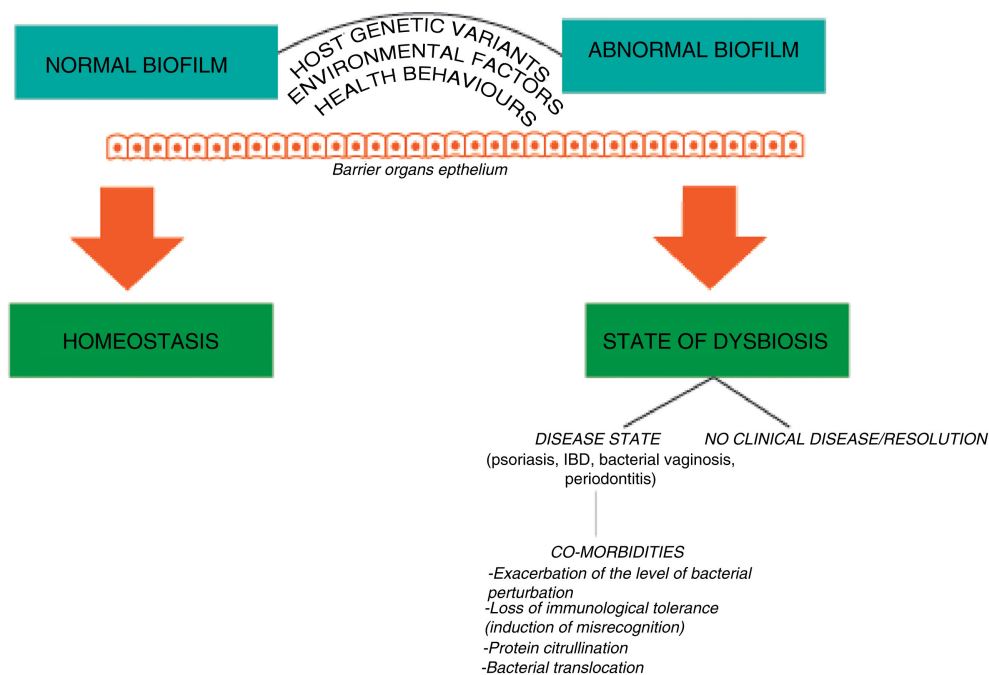 NORMAL BIOFILM
HOST GENETIC VARIANTS
ENVIRONMENTAL FACTORS
HEALTH BEHAVIOURS
ABNORMAL BIOFILM
Barrier organs epthelium
HOMEOSTASIS
STATE OF DYSBIOSIS
DISEASE STATE
(psoriasis, IBD, bacterial vaginosis,
periodontitis)
NO CLINICAL DISEASE/RESOLUTION
CO-MORBIDITIES
-Exacerbation of the level of bacterial
perturbation
-Loss of immunological tolerance
(induction of misrecognition)
-Protein citrullination
-Bacterial translocation